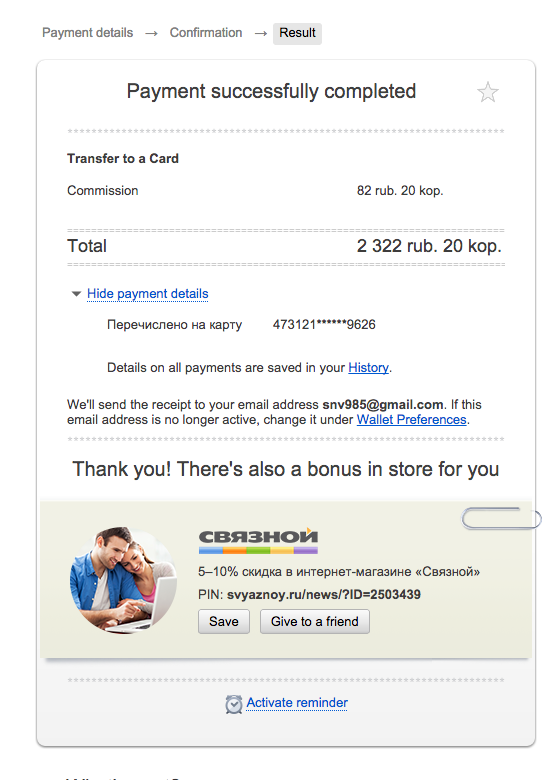 Payment details → Confirmation → Result
Payment successfully completed
Transfer to a Card
Commission 82 rub. 20 kop.
Total 2 322 rub. 20 kop.
Hide payment details
Перечислено на карту 473121******9626
Details on all payments are saved in your History.
We'll send the receipt to your email address snv985@gmail.com. If this
email address is no longer active, change it under Wallet Preferences.
Thank you! There's also a bonus in store for you
СВЯЗНОЙ
5–10% скидка в интернет-магазине «Связной»
PIN: svyaznoy.ru/news/?ID=2503439
Save Give to a friend
Activate reminder